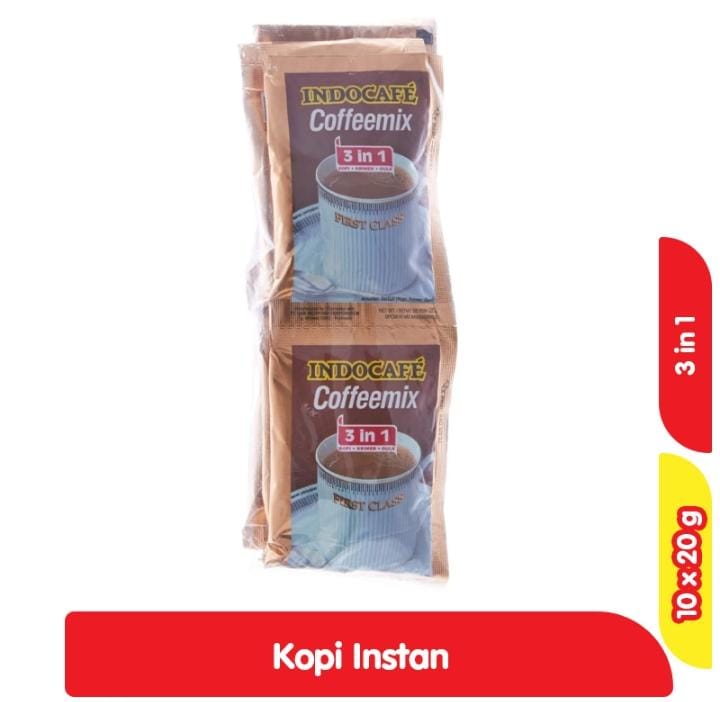 INDOCAFÉ
Coffeemix
3 in 1
KOPI • KRIMER • GULA
FIRST CLASS
INDOCAFÉ
Coffeemix
3 in 1
KOPI • KRIMER • GULA
FIRST CLASS
3 in 1
10 x 20 g
Kopi Instan